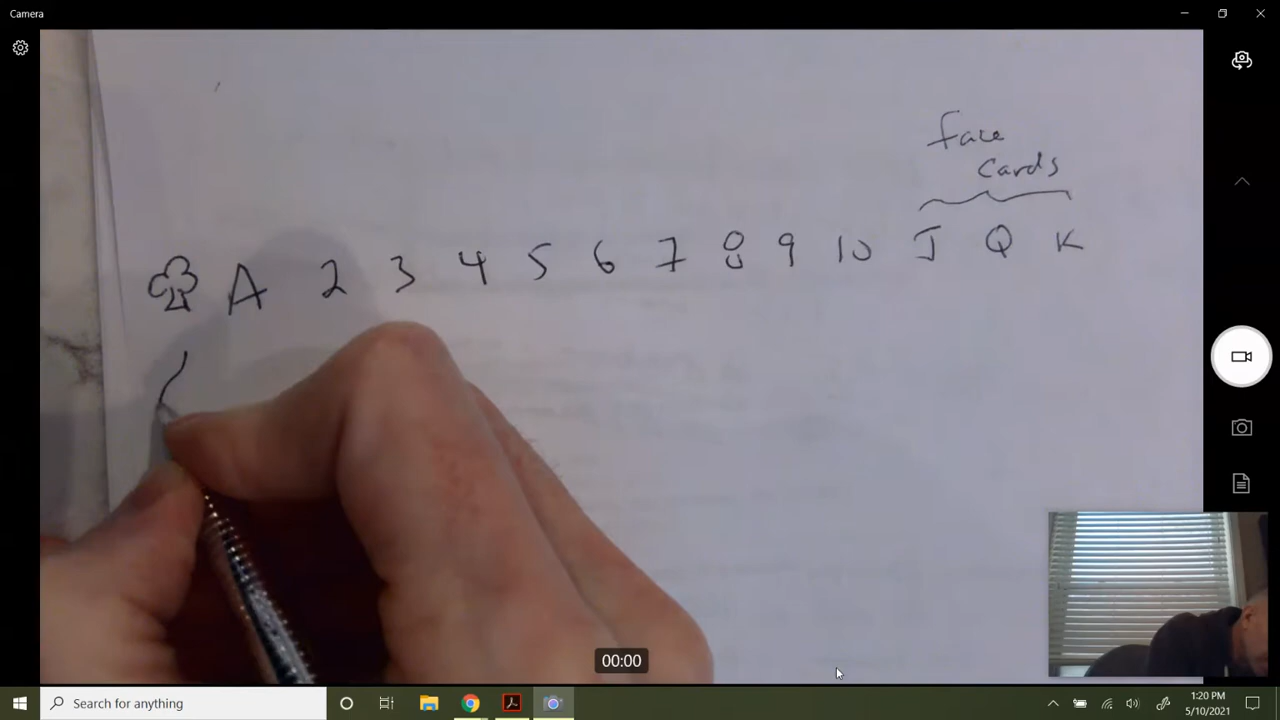 Camera
face
cards
A 2 3 4 5 6 7 8 9 10 J Q K
00:00
Search for anything
1:20 PM
5/10/2021